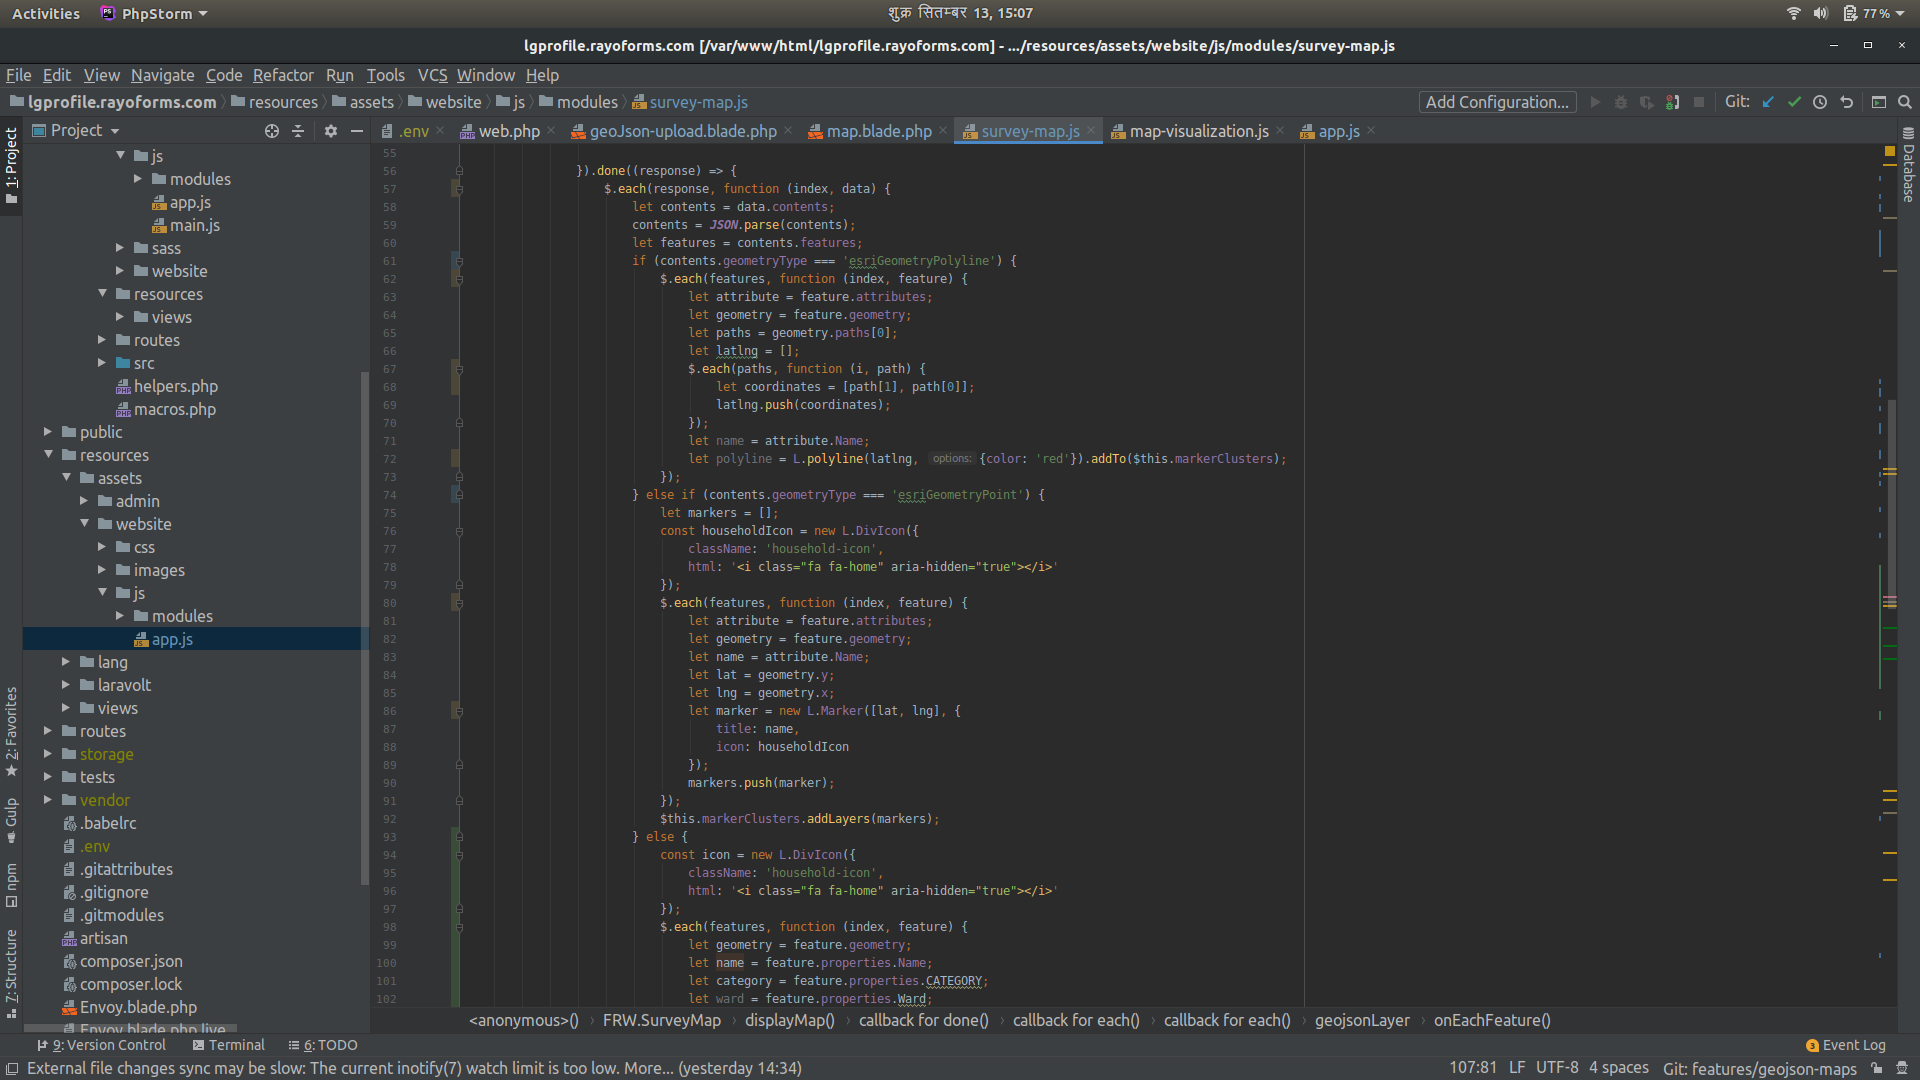 Activities PhpStorm शुक्र सितम्बर 13, 15:07 77 %
lgprofile.rayoforms.com [/var/www/html/lgprofile.rayoforms.com] - .../resources/assets/website/js/modules/survey-map.js
File Edit View Navigate Code Refactor Run Tools VCS Window Help
lgprofile.rayoforms.com resources assets website js modules survey-map.js Add Configuration... Git:
Project .env web.php geoJson-upload.blade.php map.blade.php survey-map.js map-visualization.js app.js
1: Project
2: Favorites
Gulp
npm
7: Structure
Database
js
modules
app.js
main.js
sass
website
resources
views
routes
src
helpers.php
macros.php
public
resources
assets
admin
website
css
images
js
modules
app.js
lang
laravolt
views
routes
storage
tests
vendor
.babelrc
.env
.gitattributes
.gitignore
.gitmodules
artisan
composer.json
composer.lock
Envoy.blade.php
Envoy.blade.php.live
55
56 }).done((response) => {
57 $.each(response, function (index, data) {
58 let contents = data.contents;
59 contents = JSON.parse(contents);
60 let features = contents.features;
61 if (contents.geometryType === 'esriGeometryPolyline') {
62 $.each(features, function (index, feature) {
63 let attribute = feature.attributes;
64 let geometry = feature.geometry;
65 let paths = geometry.paths[0];
66 let latlng = [];
67 $.each(paths, function (i, path) {
68 let coordinates = [path[1], path[0]];
69 latlng.push(coordinates);
70 });
71 let name = attribute.Name;
72 let polyline = L.polyline(latlng, options: {color: 'red'}).addTo($this.markerClusters);
73 });
74 } else if (contents.geometryType === 'esriGeometryPoint') {
75 let markers = [];
76 const householdIcon = new L.DivIcon({
77 className: 'household-icon',
78 html: '<i class="fa fa-home" aria-hidden="true"></i>'
79 });
80 $.each(features, function (index, feature) {
81 let attribute = feature.attributes;
82 let geometry = feature.geometry;
83 let name = attribute.Name;
84 let lat = geometry.y;
85 let lng = geometry.x;
86 let marker = new L.Marker([lat, lng], {
87 title: name,
88 icon: householdIcon
89 });
90 markers.push(marker);
91 });
92 $this.markerClusters.addLayers(markers);
93 } else {
94 const icon = new L.DivIcon({
95 className: 'household-icon',
96 html: '<i class="fa fa-home" aria-hidden="true"></i>'
97 });
98 $.each(features, function (index, feature) {
99 let geometry = feature.geometry;
100 let name = feature.properties.Name;
101 let category = feature.properties.CATEGORY;
102 let ward = feature.properties.Ward;
<anonymous>() FRW.SurveyMap displayMap() callback for done() callback for each() callback for each() geojsonLayer onEachFeature()
9: Version Control Terminal 6: TODO 3 Event Log
External file changes sync may be slow: The current inotify(7) watch limit is too low. More... (yesterday 14:34) 107:81 LF UTF-8 4 spaces Git: features/geojson-maps